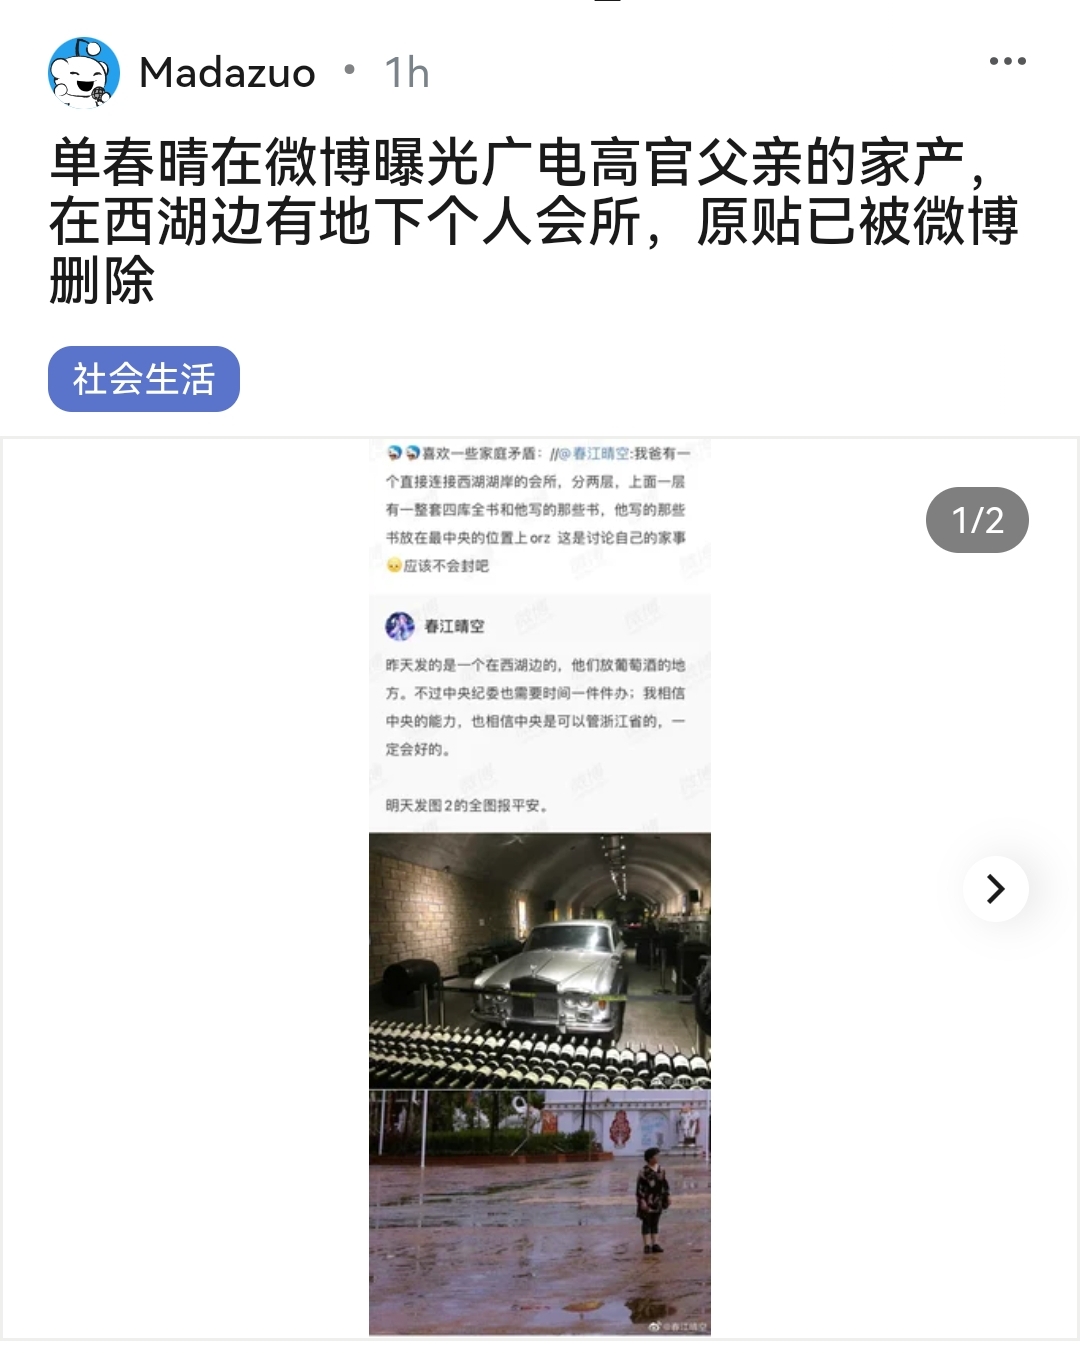 Madazuo • 1h
单春晴在微博曝光广电高官父亲的家产，
在西湖边有地下个人会所，原贴已被微博
删除
社会生活
1/2
喜欢一些家庭矛盾：//@春江晴空:我爸有一
个直接连接西湖湖岸的会所，分两层，上面一层
有一整套四库全书和他写的那些书，他写的那些
书放在最中央的位置上orz 这是讨论自己的家事
应该不会封吧
春江晴空
昨天发的是一个在西湖边的，他们放葡萄酒的地
方。不过中央纪委也需要时间一件件办；我相信
中央的能力，也相信中央是可以管浙江省的，一
定会好的。
明天发图2的全图报平安。
@春江晴空